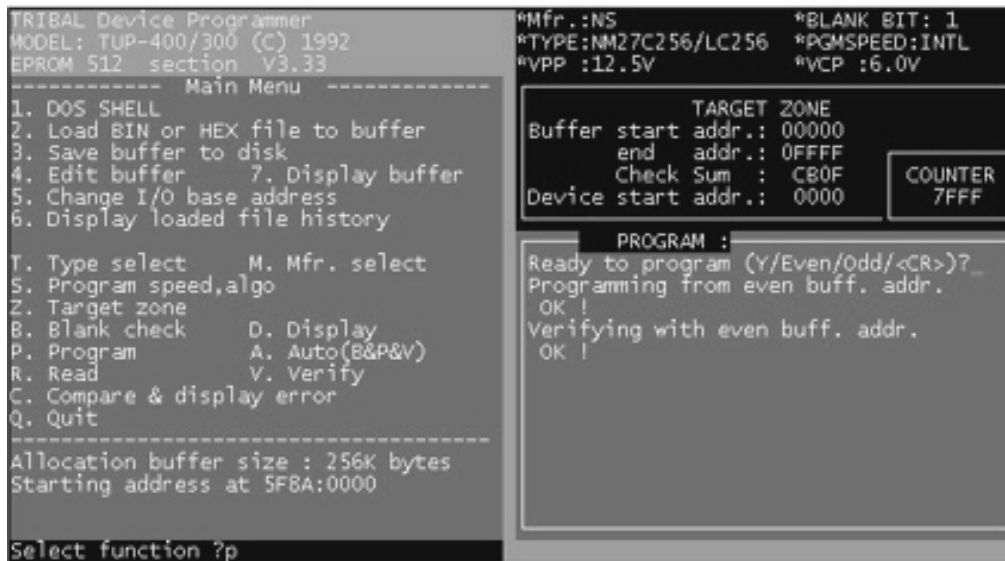 TRIBAL Device Programmer
MODEL: TUP-400/300 (C) 1992
EPROM 512 section V3.33
------------ Main Menu ------------
1. DOS SHELL
2. Load BIN or HEX file to buffer
3. Save buffer to disk
4. Edit buffer 7. Display buffer
5. Change I/O base address
6. Display loaded file history
T. Type select M. Mfr. select
S. Program speed,algo
Z. Target zone
B. Blank check D. Display
P. Program A. Auto(B&P&V)
R. Read V. Verify
C. Compare & display error
Q. Quit
Allocation buffer size : 256K bytes
Starting address at 5F8A:0000
Select function ?p
*Mfr.:NS *BLANK BIT: 1
*TYPE:NM27C256/LC256 *PGMSPEED:INTL
*VPP :12.5V *VCP :6.0V
TARGET ZONE
Buffer start addr.: 00000
end addr.: 0FFFF
Check Sum : CB0F
Device start addr.: 0000
COUNTER
7FFF
PROGRAM :
Ready to program (Y/Even/Odd/<CR>)?_
Programming from even buff. addr.
OK !
Verifying with even buff. addr.
OK !